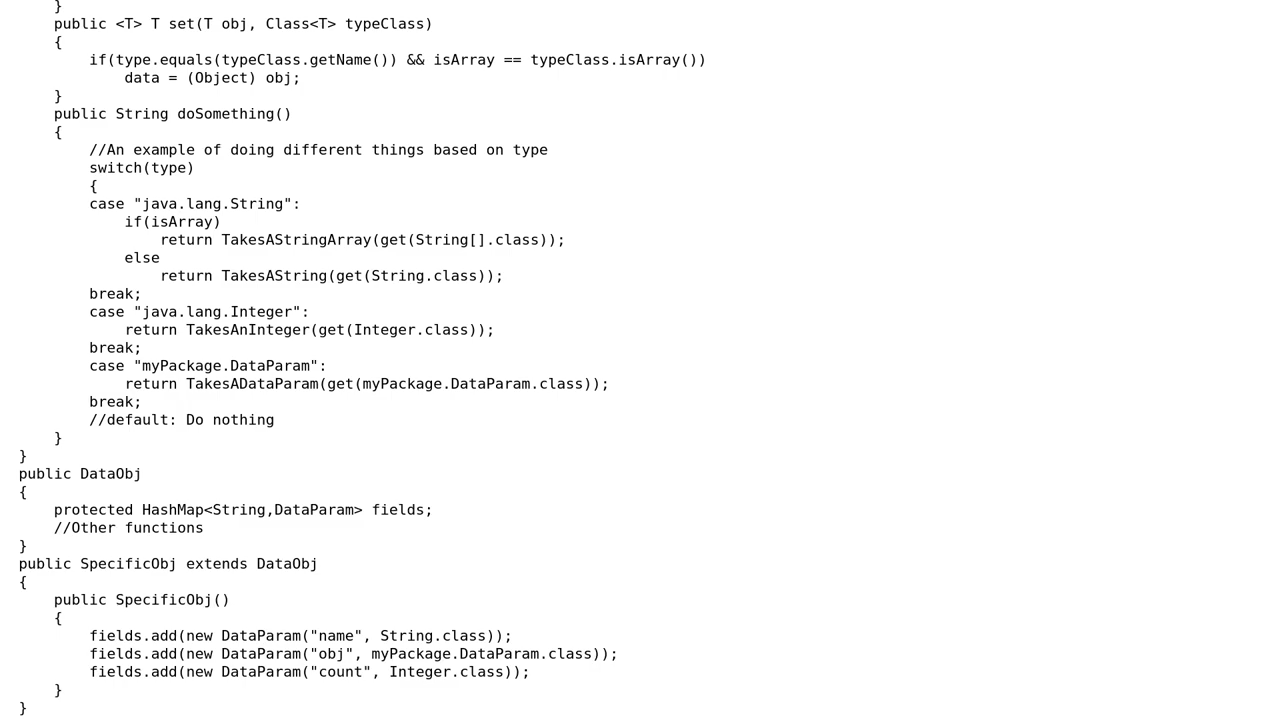 }
public <T> T set(T obj, Class<T> typeClass)
{
if(type.equals(typeClass.getName()) && isArray == typeClass.isArray())
data = (Object) obj;
}
public String doSomething()
{
//An example of doing different things based on type
switch(type)
{
case "java.lang.String":
if(isArray)
return TakesAStringArray(get(String[].class));
else
return TakesAString(get(String.class));
break;
case "java.lang.Integer":
return TakesAnInteger(get(Integer.class));
break;
case "myPackage.DataParam":
return TakesADataParam(get(myPackage.DataParam.class));
break;
//default: Do nothing
}
}
public DataObj
{
protected HashMap<String,DataParam> fields;
//Other functions
}
public SpecificObj extends DataObj
{
public SpecificObj()
{
fields.add(new DataParam("name", String.class));
fields.add(new DataParam("obj", myPackage.DataParam.class));
fields.add(new DataParam("count", Integer.class));
}
}